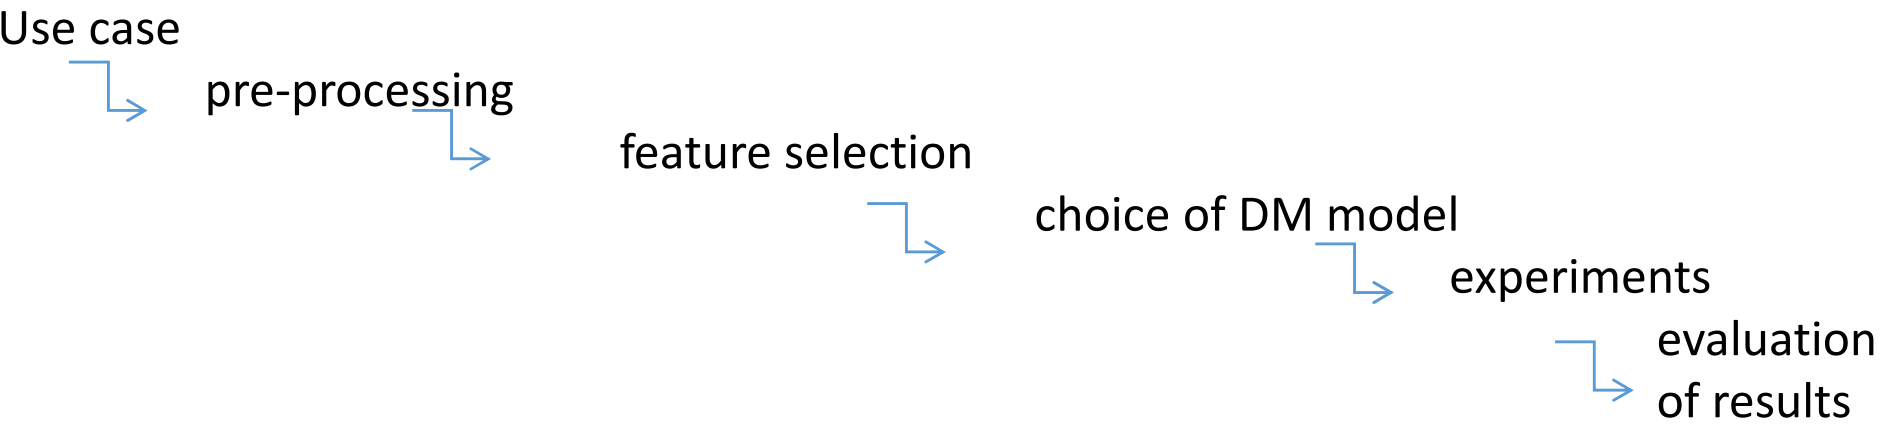 Use case
pre-processing
feature selection
choice of DM model
experiments
evaluation
of results